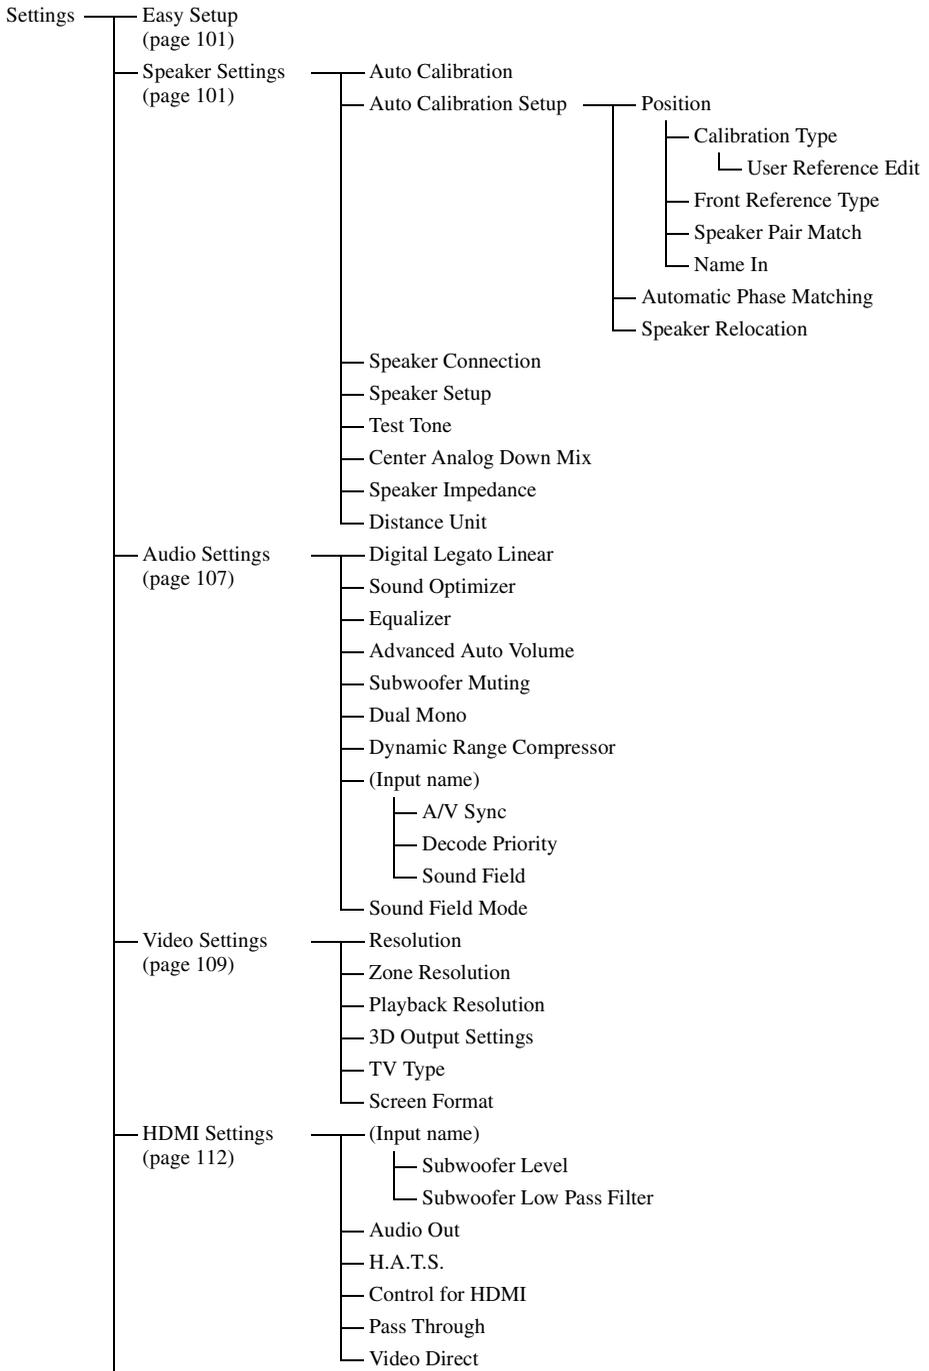 Settings
Easy Setup
(page 101)
Speaker Settings
(page 101)
Auto Calibration
Auto Calibration Setup
Position
Calibration Type
User Reference Edit
Front Reference Type
Speaker Pair Match
Name In
Automatic Phase Matching
Speaker Relocation
Speaker Connection
Speaker Setup
Test Tone
Center Analog Down Mix
Speaker Impedance
Distance Unit
Audio Settings
(page 107)
Digital Legato Linear
Sound Optimizer
Equalizer
Advanced Auto Volume
Subwoofer Muting
Dual Mono
Dynamic Range Compressor
(Input name)
A/V Sync
Decode Priority
Sound Field
Sound Field Mode
Video Settings
(page 109)
Resolution
Zone Resolution
Playback Resolution
3D Output Settings
TV Type
Screen Format
HDMI Settings
(page 112)
(Input name)
Subwoofer Level
Subwoofer Low Pass Filter
Audio Out
H.A.T.S.
Control for HDMI
Pass Through
Video Direct